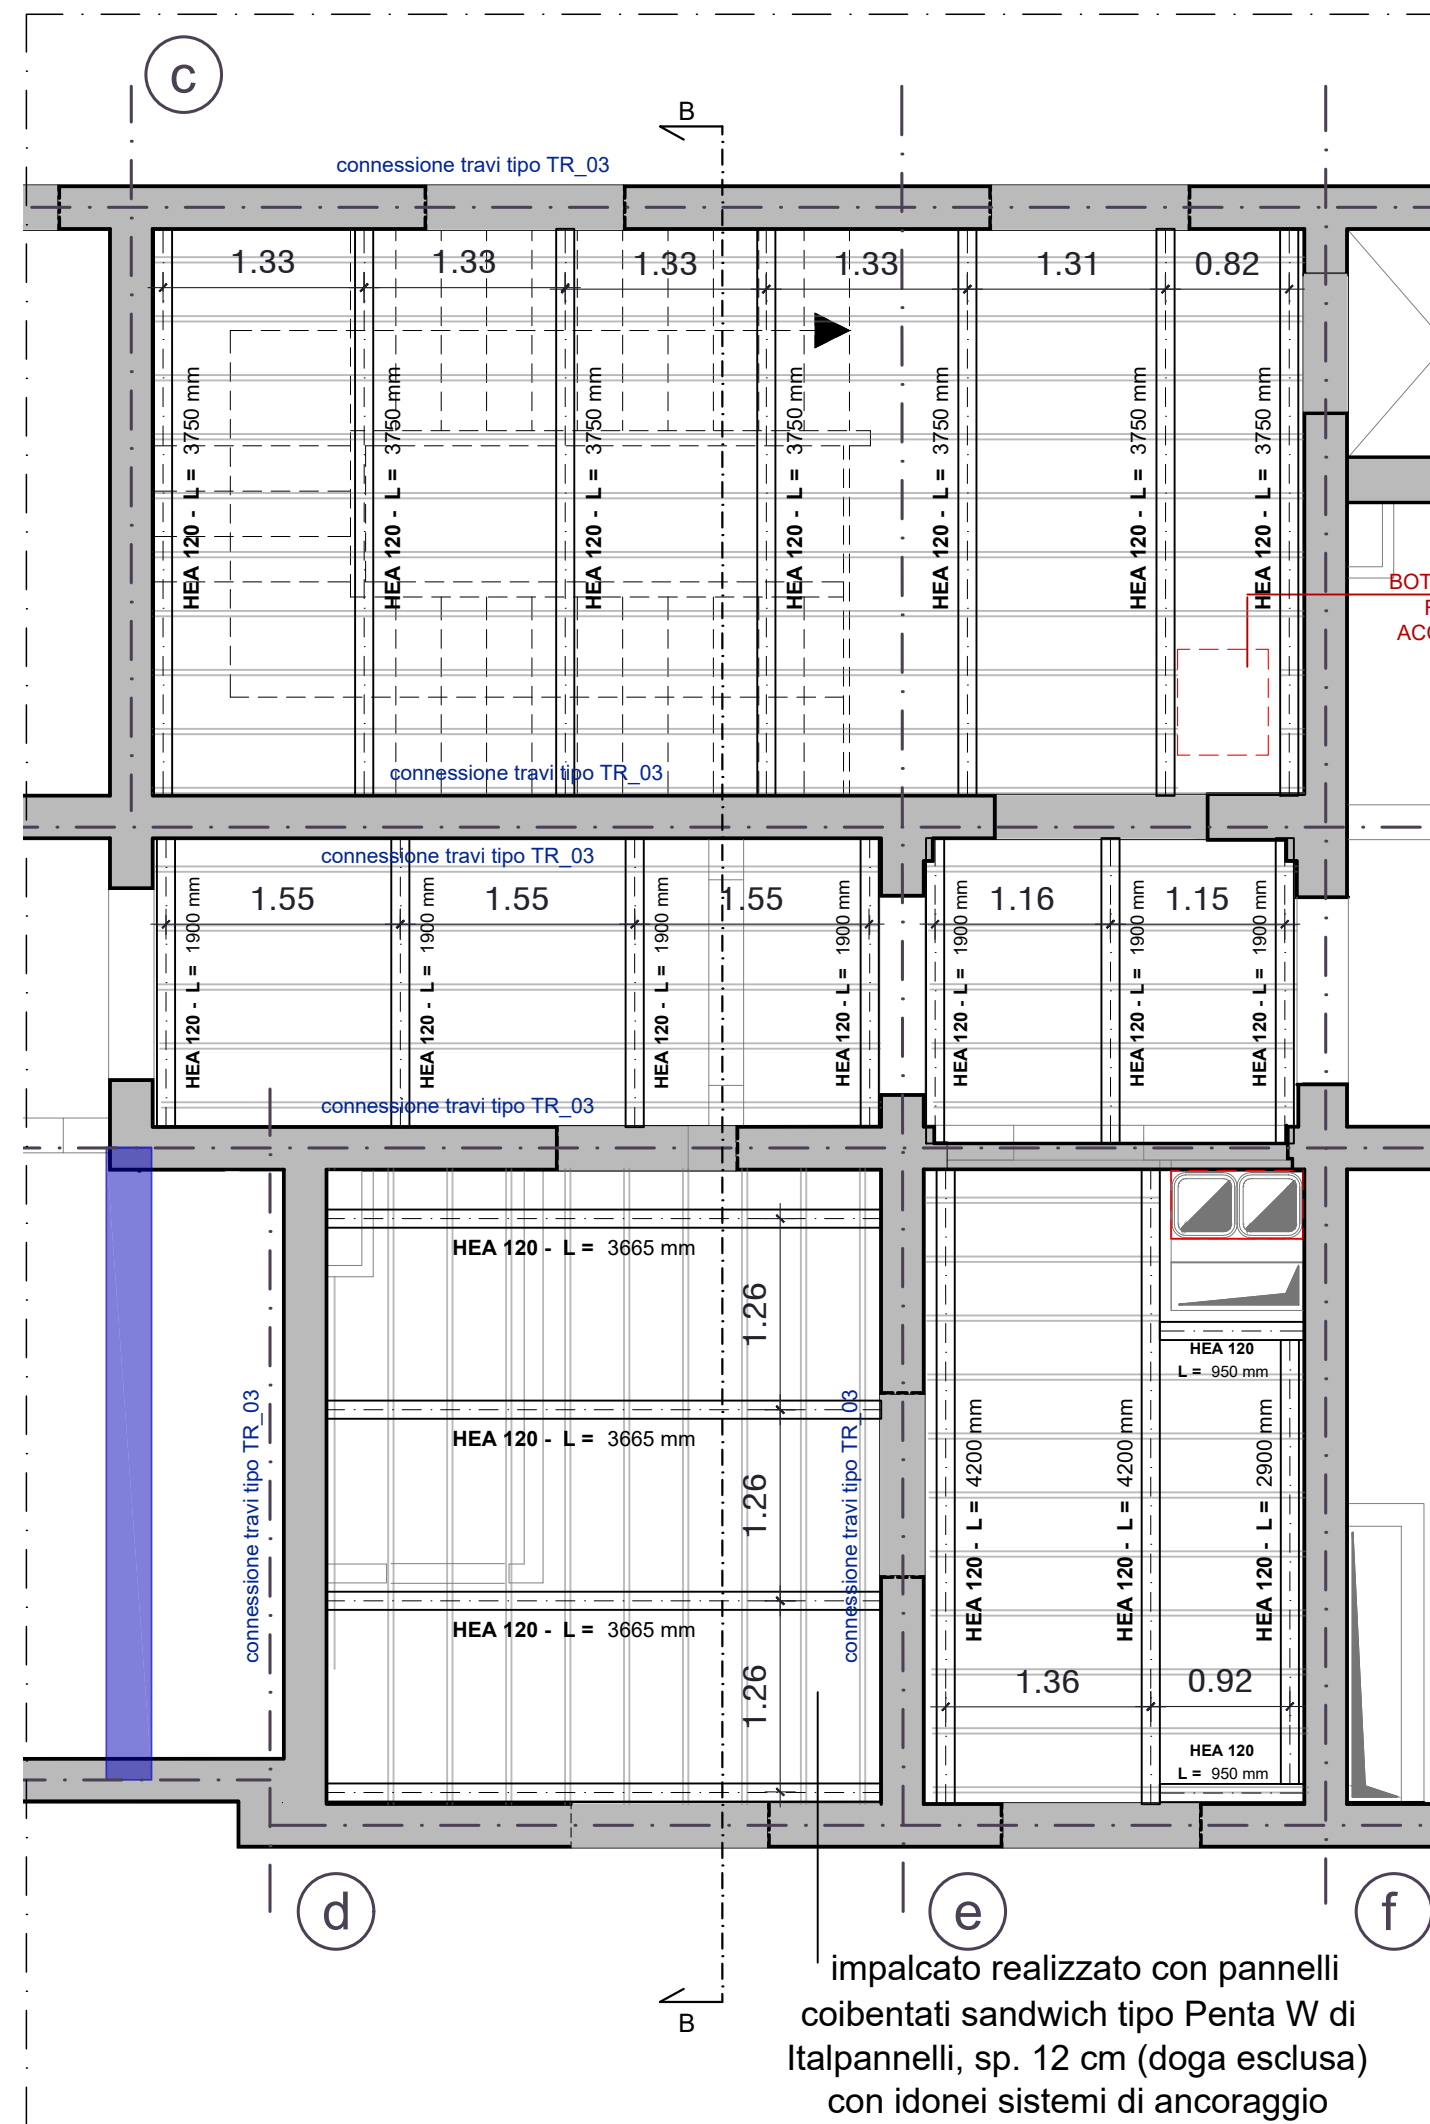 c
B
connessione travi tipo TR_03
1.33
1.33
1.33
1.33
1.31
0.82
HEA 120 - L = 3750 mm
HEA 120 - L = 3750 mm
HEA 120 - L = 3750 mm
HEA 120 - L = 3750 mm
HEA 120 - L = 3750 mm
HEA 120 - L = 3750 mm
HEA 120 - L = 3750 mm
BOT
ACC
connessione travi tipo TR_03
connessione travi tipo TR_03
1.55
1.55
1.55
1.16
1.15
HEA 120 - L = 1900 mm
HEA 120 - L = 1900 mm
HEA 120 - L = 1900 mm
HEA 120 - L = 1900 mm
HEA 120 - L = 1900 mm
HEA 120 - L = 1900 mm
HEA 120 - L = 1900 mm
connessione travi tipo TR_03
HEA 120 - L = 3665 mm
1.26
HEA 120
L = 950 mm
connessione travi tipo TR_03
HEA 120 - L = 3665 mm
connessione travi tipo TR_03
1.26
HEA 120 - L = 4200 mm
HEA 120 - L = 4200 mm
HEA 120 - L = 2900 mm
HEA 120 - L = 3665 mm
1.26
1.36
0.92
HEA 120
L = 950 mm
d
e
f
impalcato realizzato con pannelli
coibentati sandwich tipo Penta W di
Italpannelli, sp. 12 cm (doga esclusa)
con idonei sistemi di ancoraggio
B